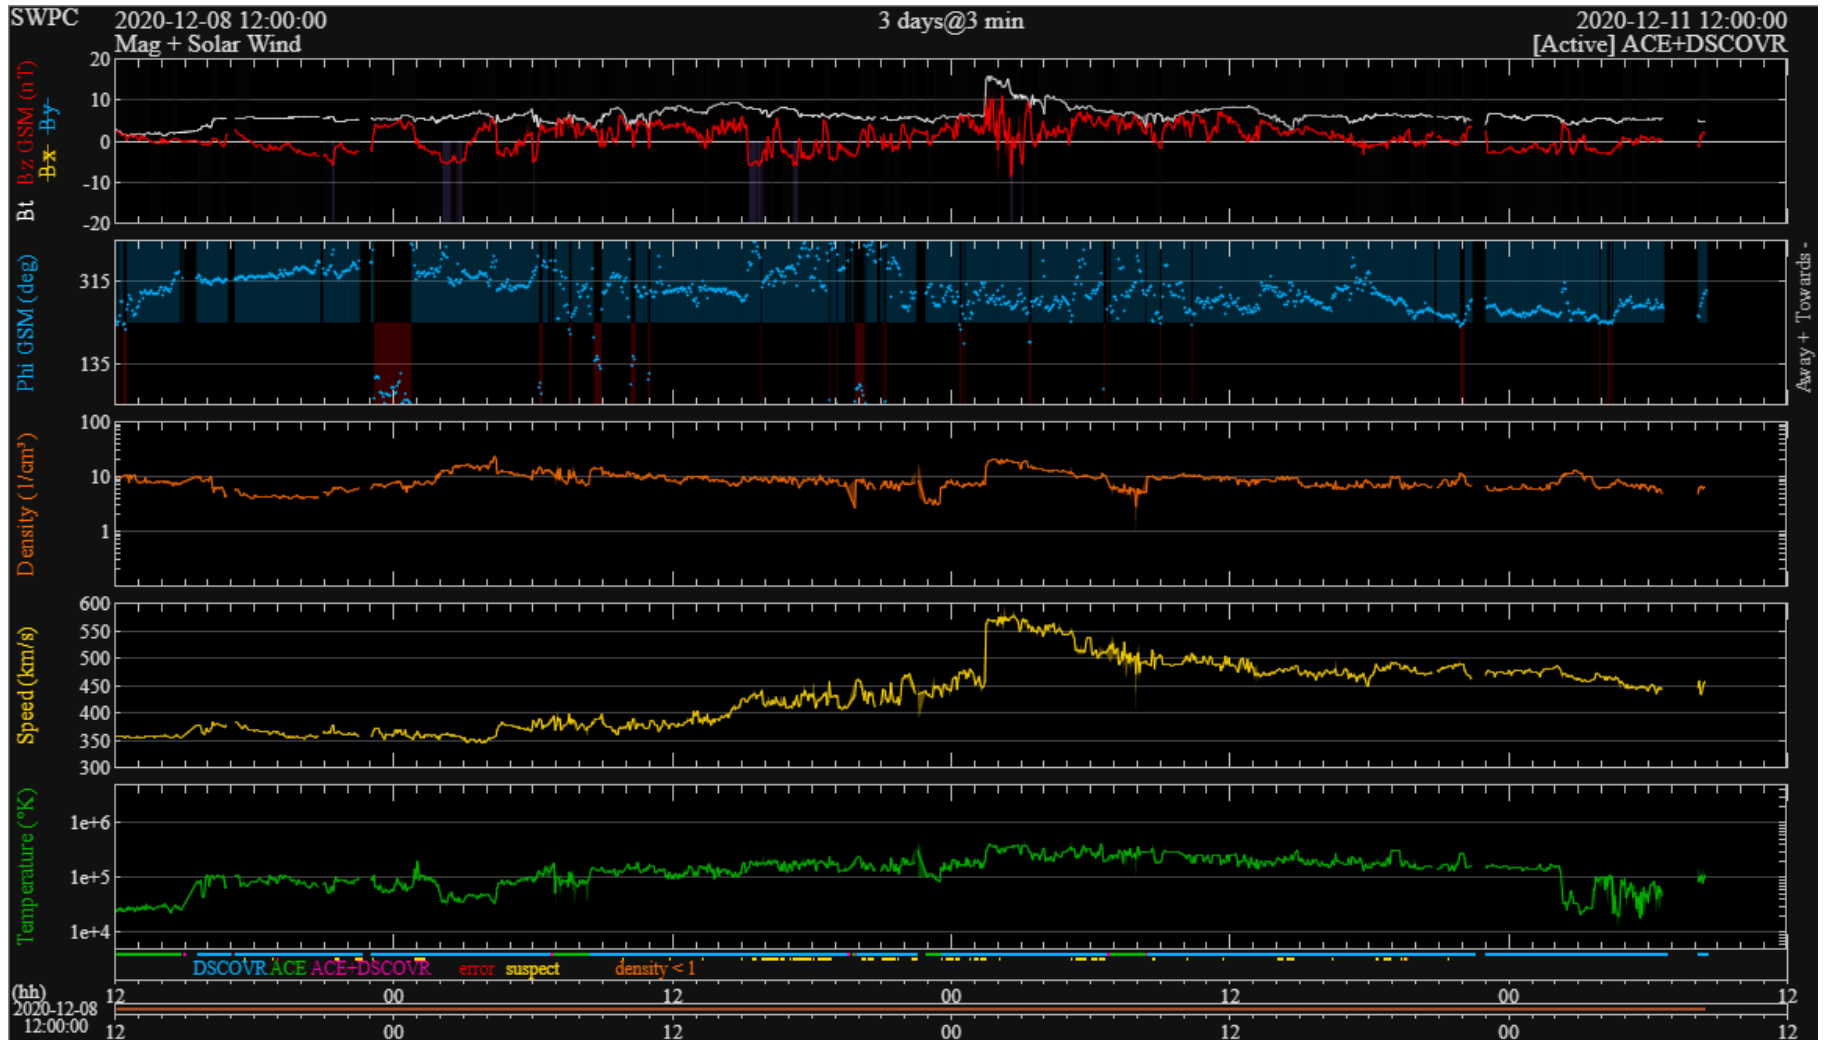 SWPC 2020-12-08 12:00:00 3 days@3 min 2020-12-11 12:00:00
Mag + Solar Wind [Active] ACE+DSCOVR
Bt Bz GSM (nT)
Bx By
20
10
0
-10
-20
Phi GSM (deg)
315
135
Away + Towards -
Density (1/cm³)
100
10
1
Speed (km/s)
600
550
500
450
400
350
300
Temperature (°K)
1e+6
1e+5
1e+4
DSCOVR ACE ACE+DSCOVR error suspect density < 1
(hh) 12 00 12 00 12 00 12
2020-12-08
12:00:00 12 00 12 00 12 00 12